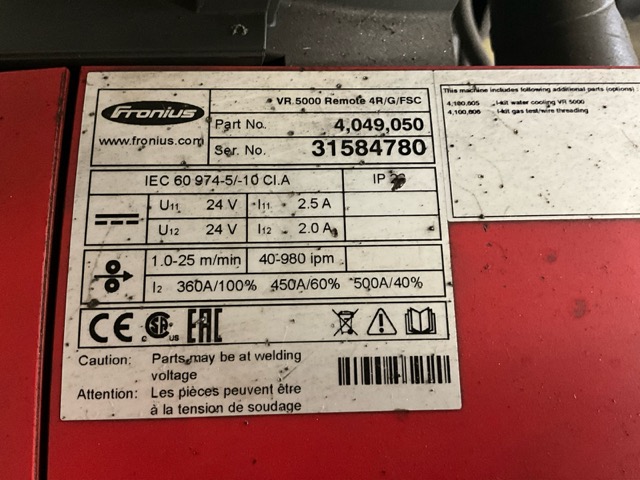 Fronius
www.fronius.com
VR 5000 Remote 4R/G/FSC
Part No. 4,049,050
Ser. No. 31584780
IEC 60 974-5/-10 Cl.A IP
U11 24 V I11 2.5 A
U12 24 V I12 2.0 A
1.0-25 m/min 40-980 ipm
I2 360A/100% 450A/60% 500A/40%
CE C SA US EAC
Caution: Parts may be at welding
voltage
Attention: Les pièces peuvent être
à la tension de soudage
This machine includes following additional parts (options)
4,100,605 I-kit water cooling VR 5000
4,100,606 I-kit gas test/wire threading